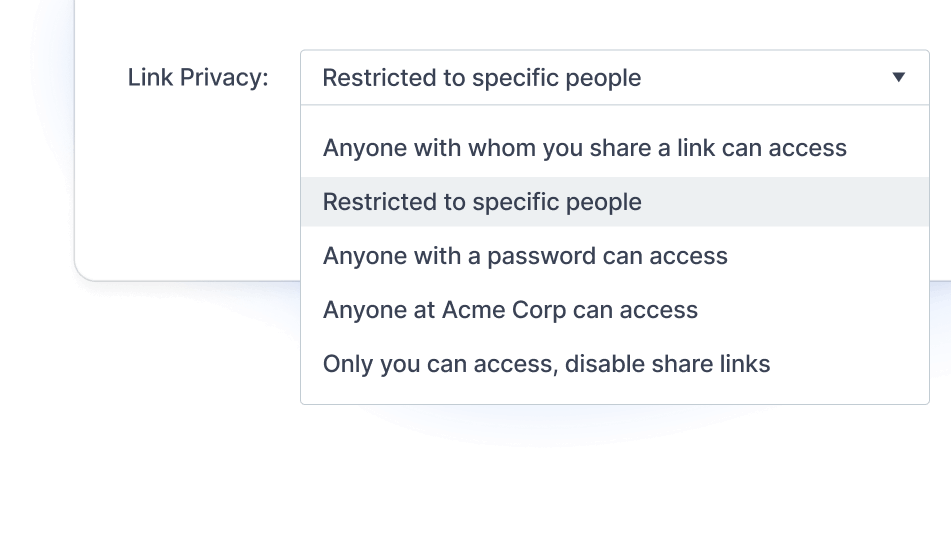 Link Privacy: Restricted to specific people
Anyone with whom you share a link can access
Restricted to specific people
Anyone with a password can access
Anyone at Acme Corp can access
Only you can access, disable share links